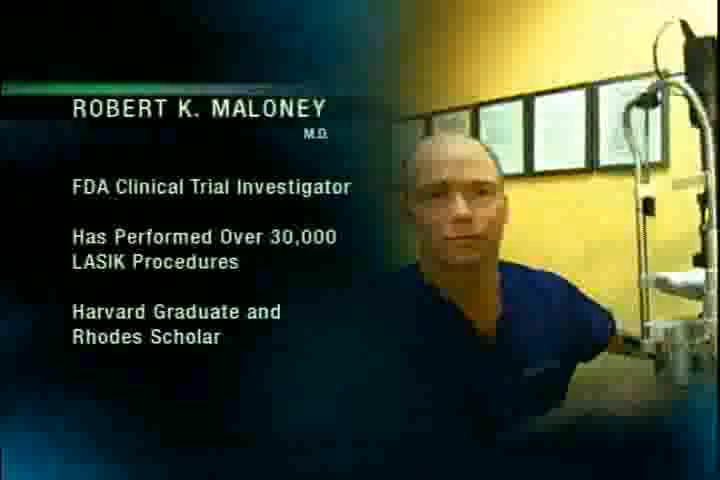 ROBERT K. MALONEY
M.D.
FDA Clinical Trial Investigator
Has Performed Over 30,000
LASIK Procedures
Harvard Graduate and
Rhodes Scholar